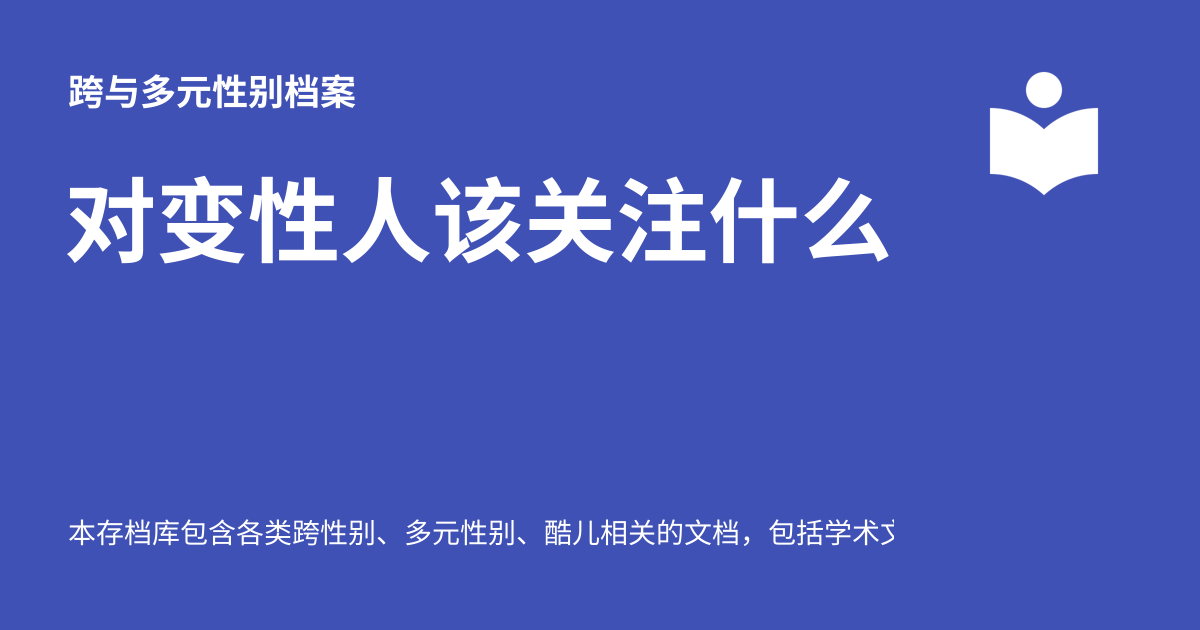 跨与多元性别档案
对变性人该关注什么
本存档库包含各类跨性别、多元性别、酷儿相关的文档，包括学术